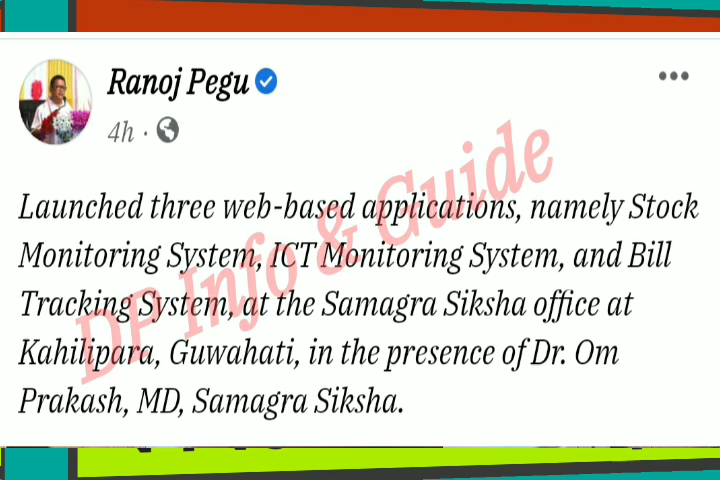 Ranoj Pegu
4h ·
Launched three web-based applications, namely Stock
Monitoring System, ICT Monitoring System, and Bill
Tracking System, at the Samagra Siksha office at
Kahilipara, Guwahati, in the presence of Dr. Om
Prakash, MD, Samagra Siksha.
DP Info & Guide